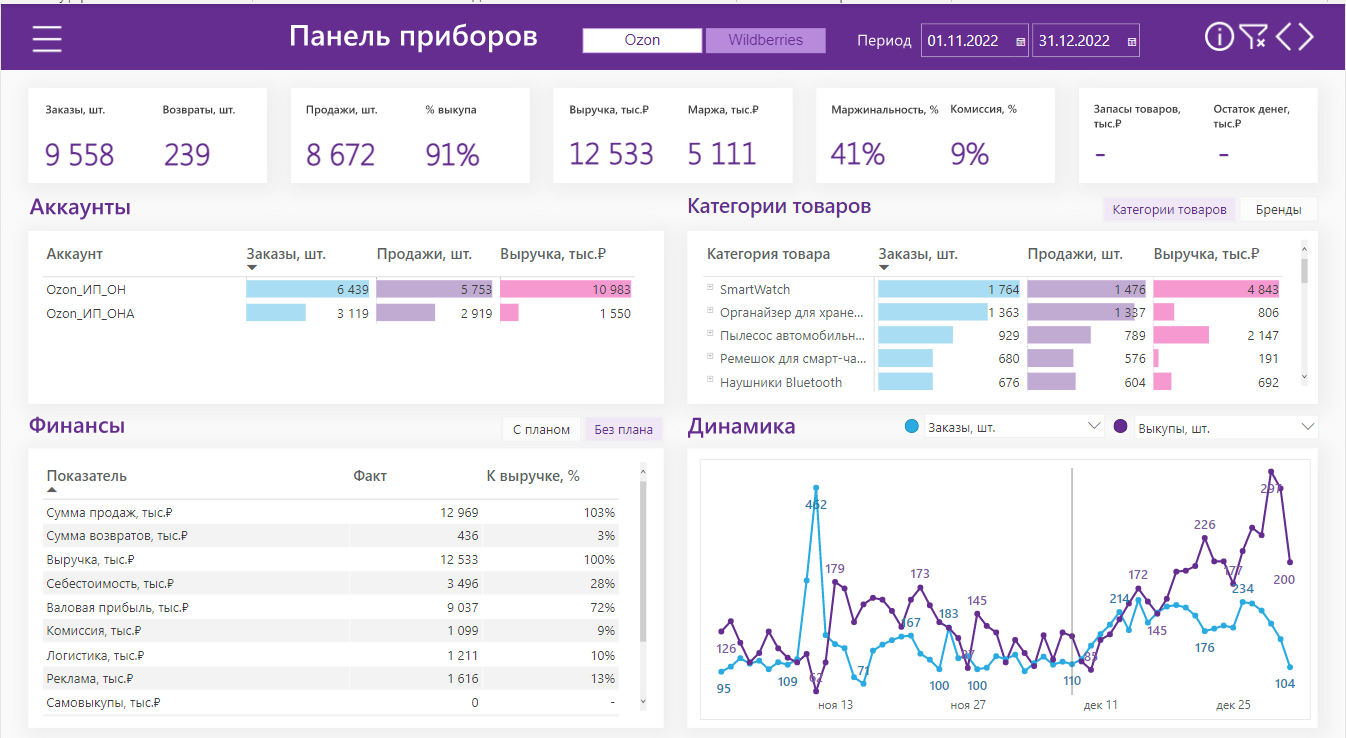 Панель приборов
Ozon
Wildberries
Период
01.11.2022
31.12.2022
Заказы, шт.
Возвраты, шт.
9 558
239
Продажи, шт.
% выкупа
8 672
91%
Выручка, тыс.₽
Маржа, тыс.₽
12 533
5 111
Маржинальность, %
Комиссия, %
41%
9%
Запасы товаров,
тыс.₽
Остаток денег,
тыс.₽
-
-
Аккаунты
Аккаунт Заказы, шт. Продажи, шт. Выручка, тыс.₽
Ozon_ИП_ОН 6 439 5 753 10 983
Ozon_ИП_ОНА 3 119 2 919 1 550
Категории товаров
Категории товаров
Бренды
Категория товара Заказы, шт. Продажи, шт. Выручка, тыс.₽
SmartWatch 1 764 1 476 4 843
Органайзер для хране... 1 363 1 337 806
Пылесос автомобильн... 929 789 2 147
Ремешок для смарт-ча... 680 576 191
Наушники Bluetooth 676 604 692
Финансы
С планом
Без плана
Показатель Факт К выручке, %
Сумма продаж, тыс.₽ 12 969 103%
Сумма возвратов, тыс.₽ 436 3%
Выручка, тыс.₽ 12 533 100%
Себестоимость, тыс.₽ 3 496 28%
Валовая прибыль, тыс.₽ 9 037 72%
Комиссия, тыс.₽ 1 099 9%
Логистика, тыс.₽ 1 211 10%
Реклама, тыс.₽ 1 616 13%
Самовыкупы, тыс.₽ 0 -
Динамика
Заказы, шт.
Выкупы, шт.
462
297
226
179
173
172
177
200
145
183
214
234
167
126
145
176
62
71
85
95
109
100
100
110
104
ноя 13
ноя 27
дек 11
дек 25